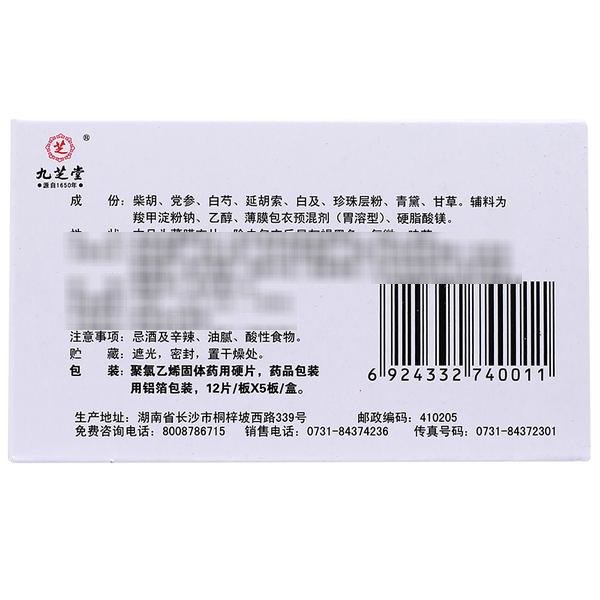 芝
®
九芝堂
•源自1650年•
成 份：柴胡、党参、白芍、延胡索、白及、珍珠层粉、青黛、甘草。辅料为
羧甲淀粉钠、乙醇、薄膜包衣预混剂（胃溶型）、硬脂酸镁。
注意事项：忌酒及辛辣、油腻、酸性食物。
贮 藏：遮光，密封，置干燥处。
包 装：聚氯乙烯固体药用硬片，药品包装
用铝箔包装，12片/板X5板/盒。
6 924332 740011
生产地址：湖南省长沙市桐梓坡西路339号 邮政编码：410205
免费咨询电话：8008786715 销售电话：0731-84374236 传真号码：0731-84372301